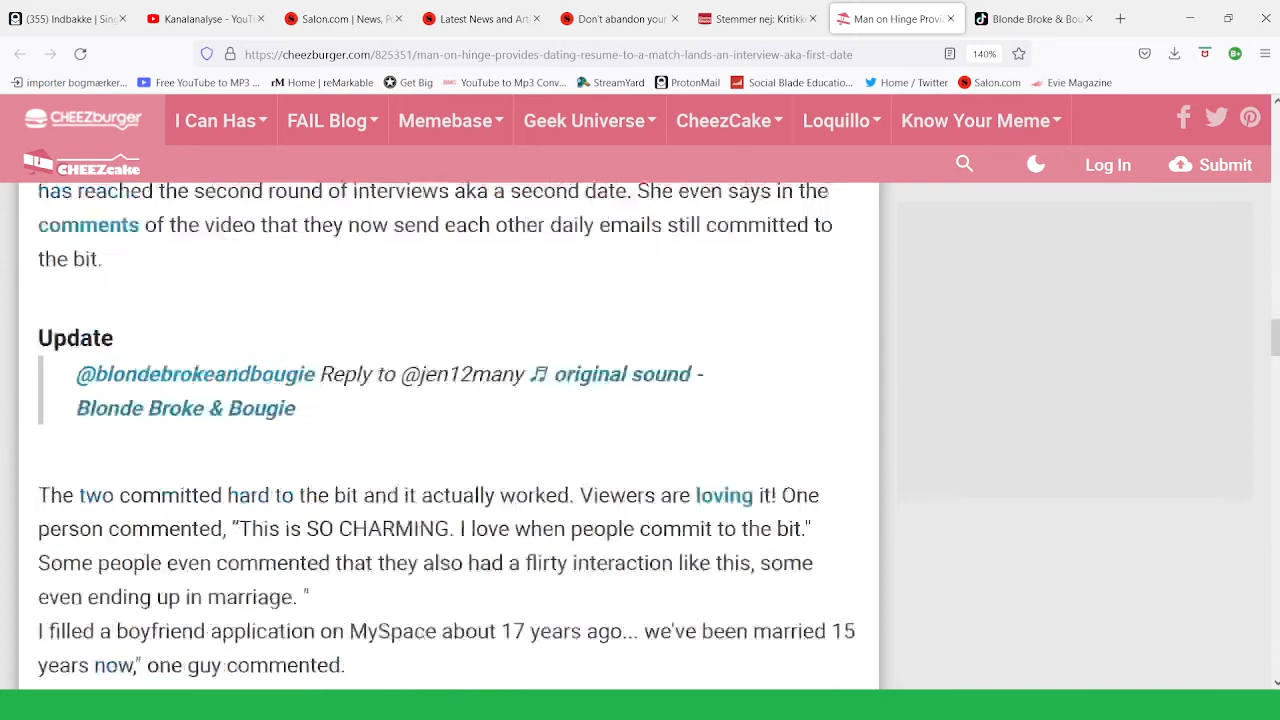 (355) Indbakke | Sing
Kanalanalyse - YouT
Salon.com | News, Po
Latest News and Arti
Don't abandon your
Stemmer nej: Kritikk
Man on Hinge Provi
Blonde Broke & Bou
https://cheezburger.com/825351/man-on-hinge-provides-dating-resume-to-a-match-lands-an-interview-aka-first-date
140%
importer bogmærker...
Free YouTube to MP3 ...
rM Home | reMarkable
Get Big
YouTube to Mp3 Conv...
StreamYard
ProtonMail
Social Blade Educatio...
Home / Twitter
Salon.com
Evie Magazine
CHEEZburger
I Can Has
FAIL Blog
Memebase
Geek Universe
CheezCake
Loquillo
Know Your Meme
CHEEZcake
Log In
Submit
has reached the second round of interviews aka a second date. She even says in the
comments of the video that they now send each other daily emails still committed to
the bit.
Update
@blondebrokeandbougie Reply to @jen12many ♬ original sound -
Blonde Broke & Bougie
The two committed hard to the bit and it actually worked. Viewers are loving it! One
person commented, “This is SO CHARMING. I love when people commit to the bit."
Some people even commented that they also had a flirty interaction like this, some
even ending up in marriage. "
I filled a boyfriend application on MySpace about 17 years ago... we've been married 15
years now," one guy commented.